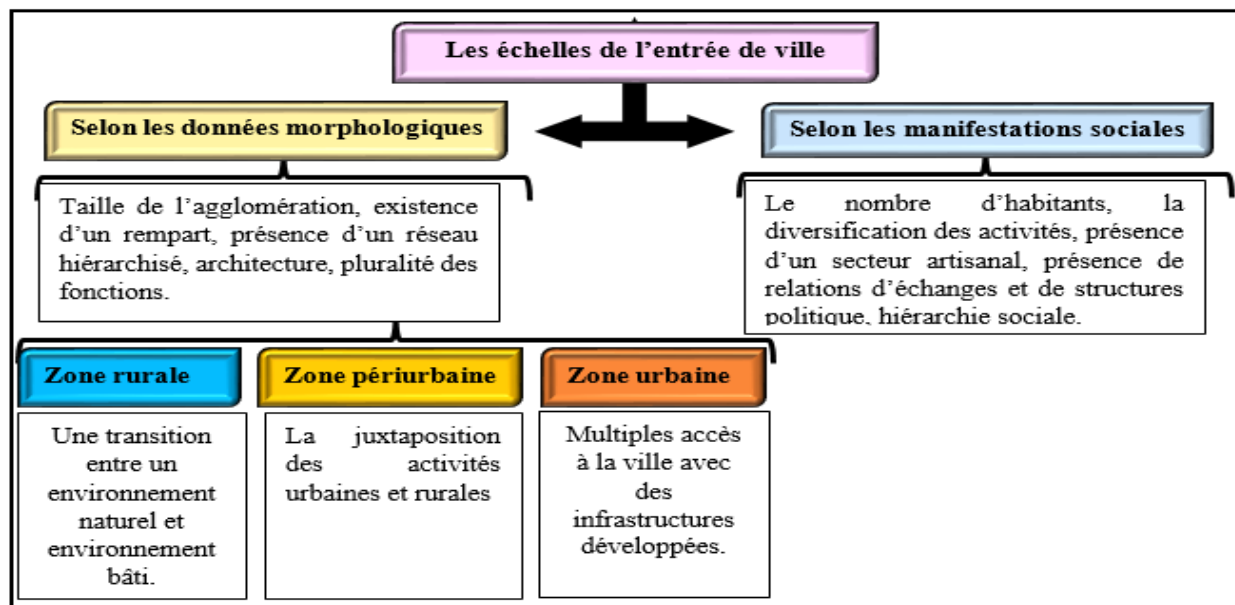 Les échelles de l'entrée de ville
Selon les données morphologiques
Selon les manifestations sociales
Taille de l'agglomération, existence
d'un rempart, présence d'un réseau
hiérarchisé, architecture, pluralité des
fonctions.
Le nombre d'habitants, la
diversification des activités, présence
d'un secteur artisanal, présence de
relations d'échanges et de structures
politique, hiérarchie sociale.
Zone rurale
Zone périurbaine
Zone urbaine
Une transition
entre un
environnement
naturel et
environnement
bâti.
La juxtaposition
des activités
urbaines et rurales
Multiples accès
à la ville avec
des
infrastructures
développées.